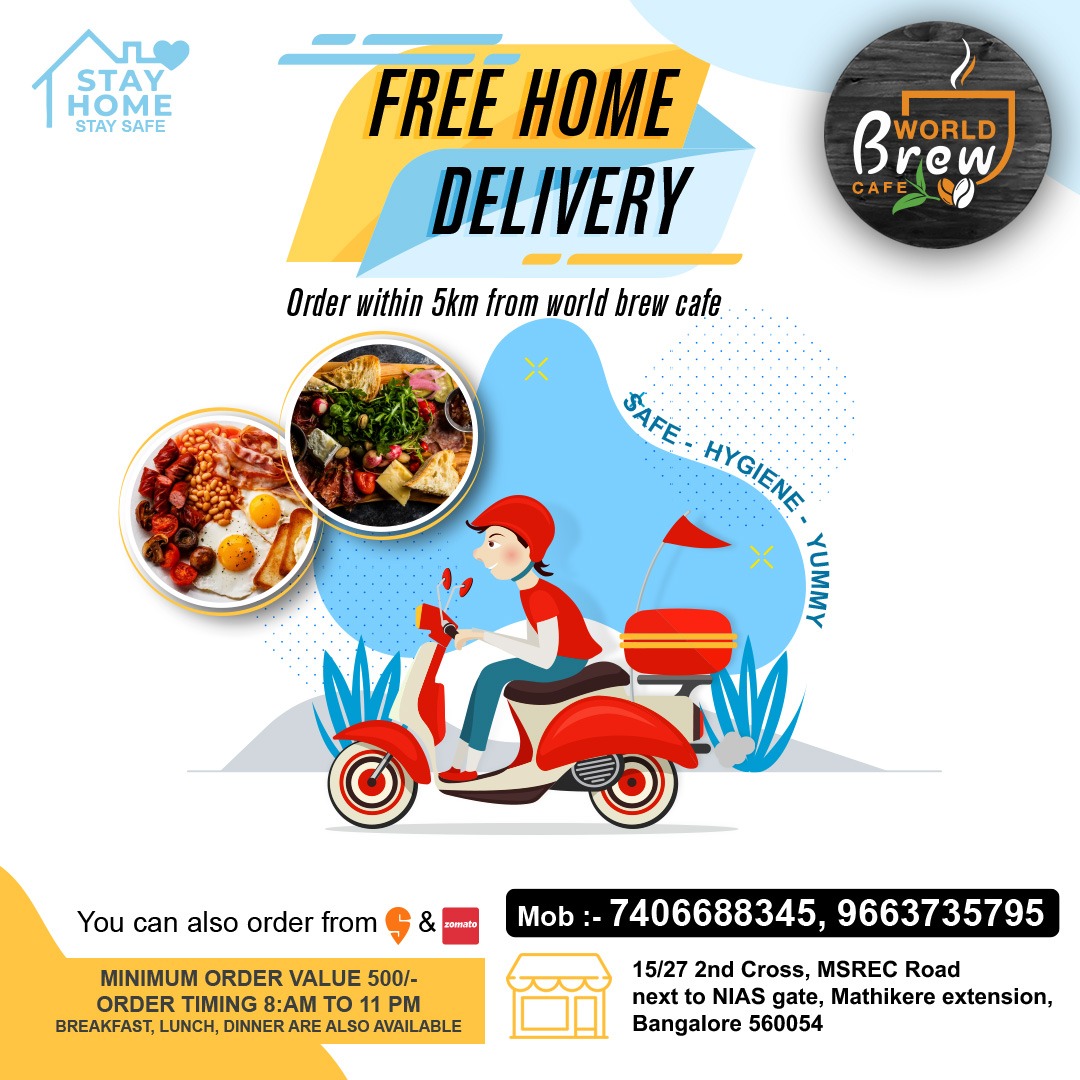 STAY
HOME
STAY SAFE
FREE HOME
DELIVERY
WORLD
Brew
CAFE
Order within 5km from world brew cafe
SAFE - HYGIENE - YUMMY
You can also order from & zomato
MINIMUM ORDER VALUE 500/-
ORDER TIMING 8:AM TO 11 PM
BREAKFAST, LUNCH, DINNER ARE ALSO AVAILABLE
Mob :- 7406688345, 9663735795
15/27 2nd Cross, MSREC Road
next to NIAS gate, Mathikere extension,
Bangalore 560054